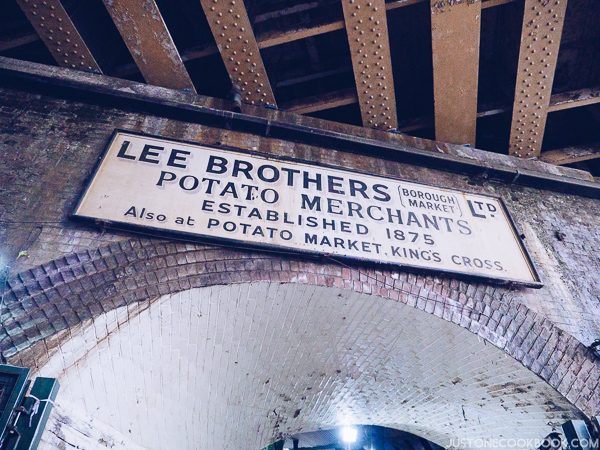 LEE BROTHERS (BOROUGH MARKET) LTD
POTATO MERCHANTS
ESTABLISHED 1875
Also at POTATO MARKET, KING'S CROSS.
JUSTONECOOKBOOK.COM